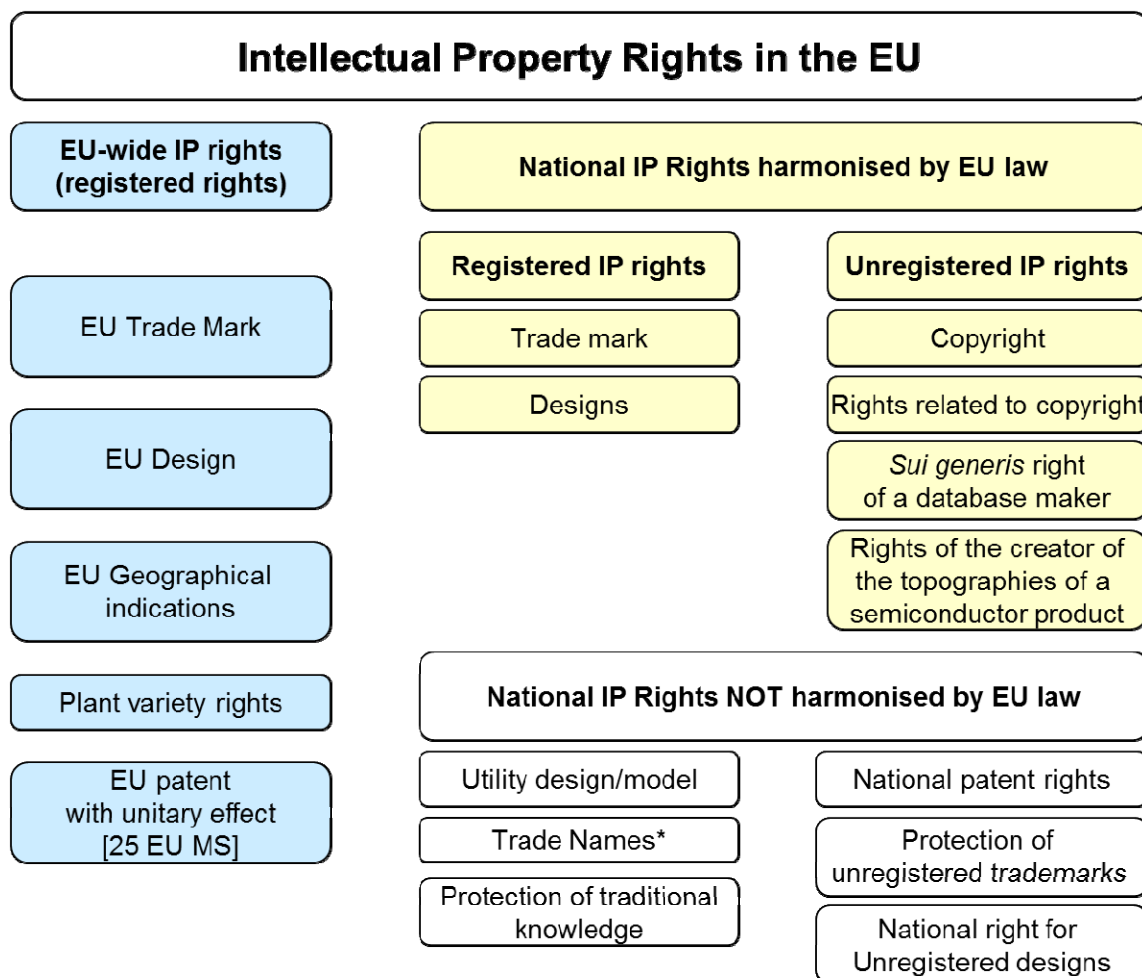 Intellectual Property Rights in the EU
EU-wide IP rights
(registered rights)
EU Trade Mark
EU Design
EU Geographical
indications
Plant variety rights
EU patent
with unitary effect
[25 EU MS]
National IP Rights harmonised by EU law
Registered IP rights
Trade mark
Designs
Unregistered IP rights
Copyright
Rights related to copyright
Sui generis right
of a database maker
Rights of the creator of
the topographies of a
semiconductor product
National IP Rights NOT harmonised by EU law
Utility design/model
Trade Names*
Protection of traditional
knowledge
National patent rights
Protection of
unregistered trademarks
National right for
Unregistered designs